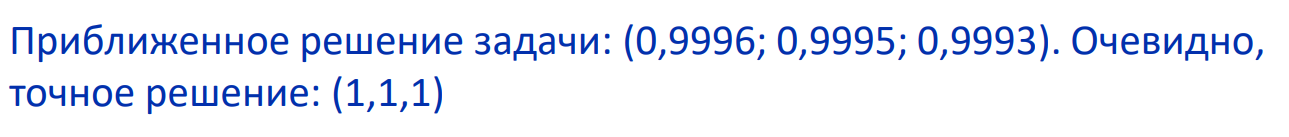 Приближенное решение задачи: (0,9996; 0,9995; 0,9993). Очевидно,
точное решение: (1,1,1)